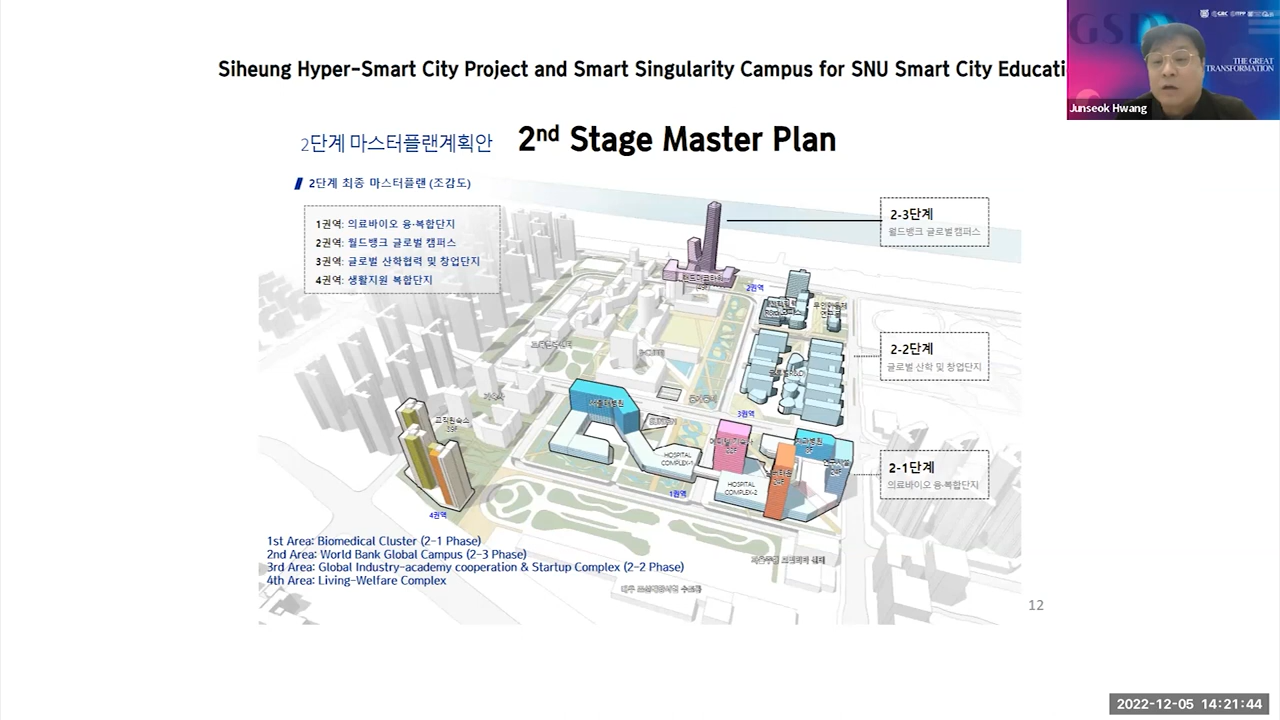 Siheung Hyper-Smart City Project and Smart Singularity Campus for SNU Smart City Educati
THE GREAT
TRANSFORMATION
Junseok Hwang
2단계 마스터플랜계획안 2nd Stage Master Plan
2단계 최종 마스터플랜 (조감도)
1권역: 의료바이오 융·복합단지
2권역: 월드뱅크 글로벌 캠퍼스
3권역: 글로벌 산학협력 및 창업단지
4권역: 생활지원 복합단지
2-3단계
월드뱅크 글로벌캠퍼스
2권역
2-2단계
글로벌 산학 및 창업단지
3권역
교직원숙소
HOSPITAL
COMPLEX-1
HOSPITAL
COMPLEX-2
2-1단계
의료바이오 융·복합단지
1권역
4권역
1st Area: Biomedical Cluster (2-1 Phase)
2nd Area: World Bank Global Campus (2-3 Phase)
3rd Area: Global Industry-academy cooperation & Startup Complex (2-2 Phase)
4th Area: Living-Welfare Complex
12
2022-12-05 14:21:44